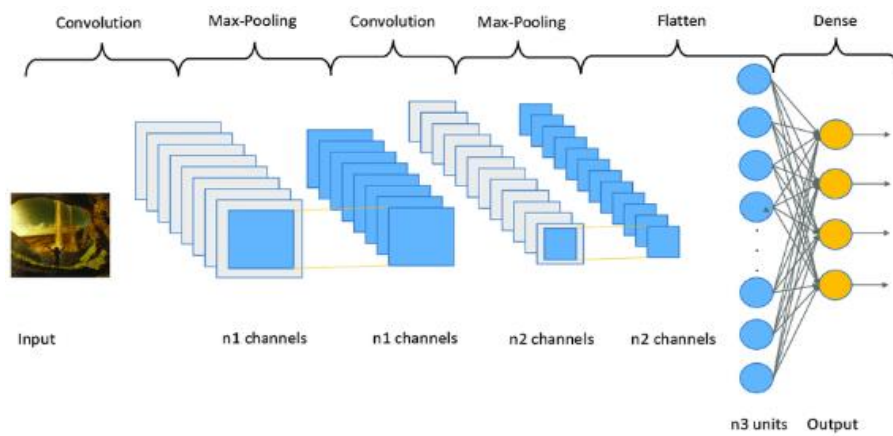 Convolution Max-Pooling Convolution Max-Pooling Flatten Dense
Input n1 channels n1 channels n2 channels n2 channels
n3 units Output